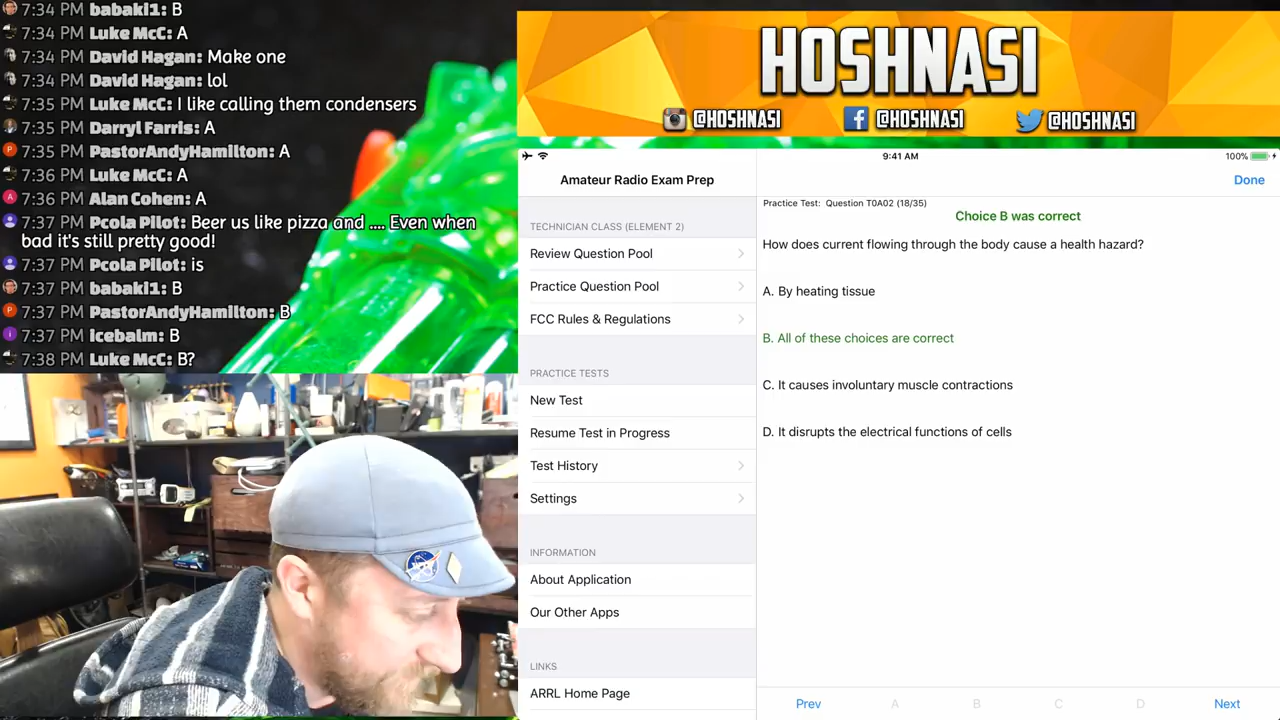 7:34 PM babaki1: B
7:34 PM Luke McC: A
7:34 PM David Hagan: Make one
7:34 PM David Hagan: lol
7:35 PM Luke McC: I like calling them condensers
7:35 PM Darryl Farris: A
P 7:35 PM PastorAndyHamilton: A
7:36 PM Luke McC: A
A 7:36 PM Alan Cohen: A
7:37 PM Pcola Pilot: Beer us like pizza and .... Even when
bad it's still pretty good!
7:37 PM Pcola Pilot: is
7:37 PM babaki1: B
P 7:37 PM PastorAndyHamilton: B
i 7:37 PM icebalm: B
7:38 PM Luke McC: B?
HOSHNASI
@HOSHNASI @HOSHNASI @HOSHNASI
9:41 AM 100%
Amateur Radio Exam Prep
TECHNICIAN CLASS (ELEMENT 2)
Review Question Pool
Practice Question Pool
FCC Rules & Regulations
PRACTICE TESTS
New Test
Resume Test in Progress
Test History
Settings
INFORMATION
About Application
Our Other Apps
LINKS
ARRL Home Page
Done
Practice Test: Question T0A02 (18/35)
Choice B was correct
How does current flowing through the body cause a health hazard?
A. By heating tissue
B. All of these choices are correct
C. It causes involuntary muscle contractions
D. It disrupts the electrical functions of cells
Prev A B C D Next